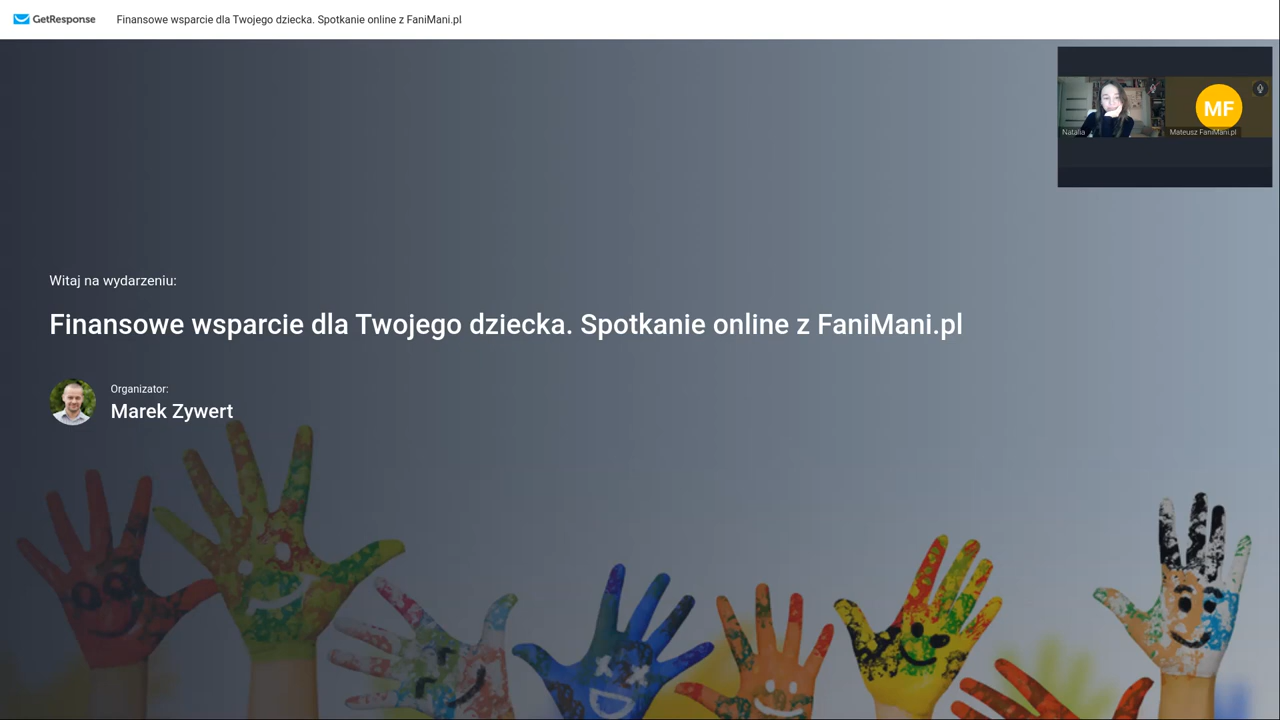 GetResponse
Finansowe wsparcie dla Twojego dziecka. Spotkanie online z FaniMani.pl
MF
Natalia
Mateusz FaniMani.pl
Witaj na wydarzeniu:
Finansowe wsparcie dla Twojego dziecka. Spotkanie online z FaniMani.pl
Organizator:
Marek Zywert